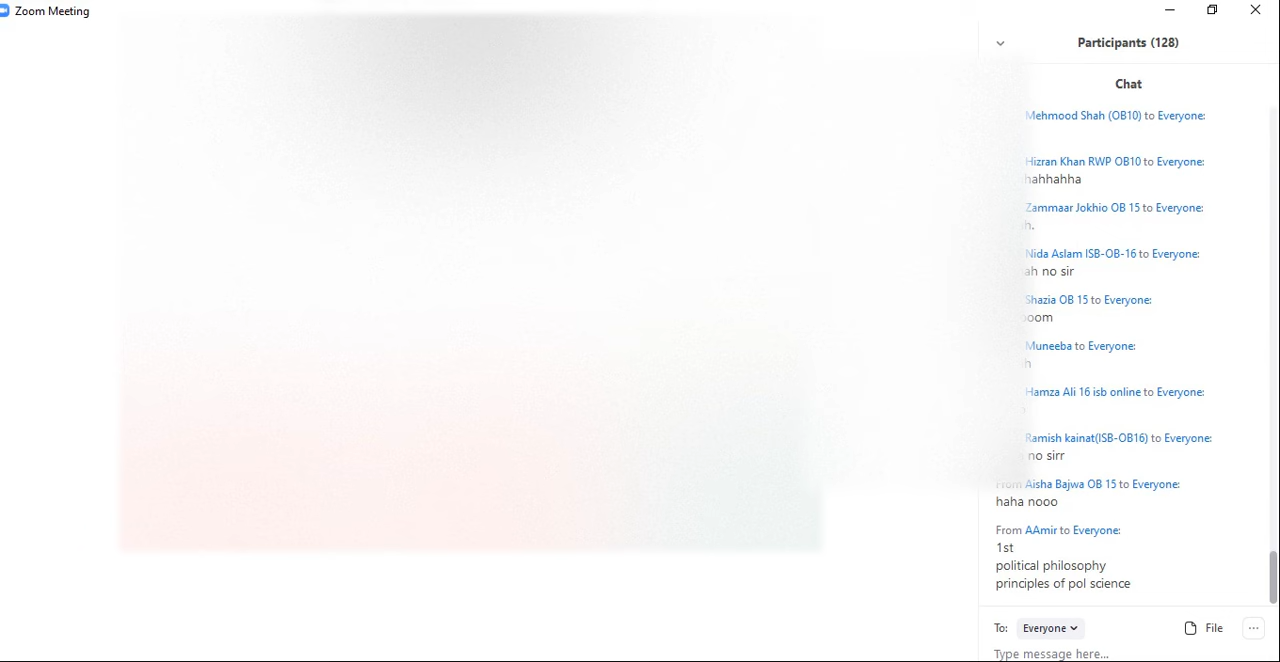 Zoom Meeting
Participants (128)
Chat
Mehmood Shah (OB10) to Everyone:
Hizran Khan RWP OB10 to Everyone:
hahhahha
Zammaar Jokhio OB 15 to Everyone:
h.
Nida Aslam ISB-OB-16 to Everyone:
ah no sir
Shazia OB 15 to Everyone:
oom
Muneeba to Everyone:
h
Hamza Ali 16 isb online to Everyone:
Ramish kainat(ISB-OB16) to Everyone:
no sirr
From Aisha Bajwa OB 15 to Everyone:
haha nooo
From AAmir to Everyone:
1st
political philosophy
principles of pol science
To: Everyone File
Type message here...